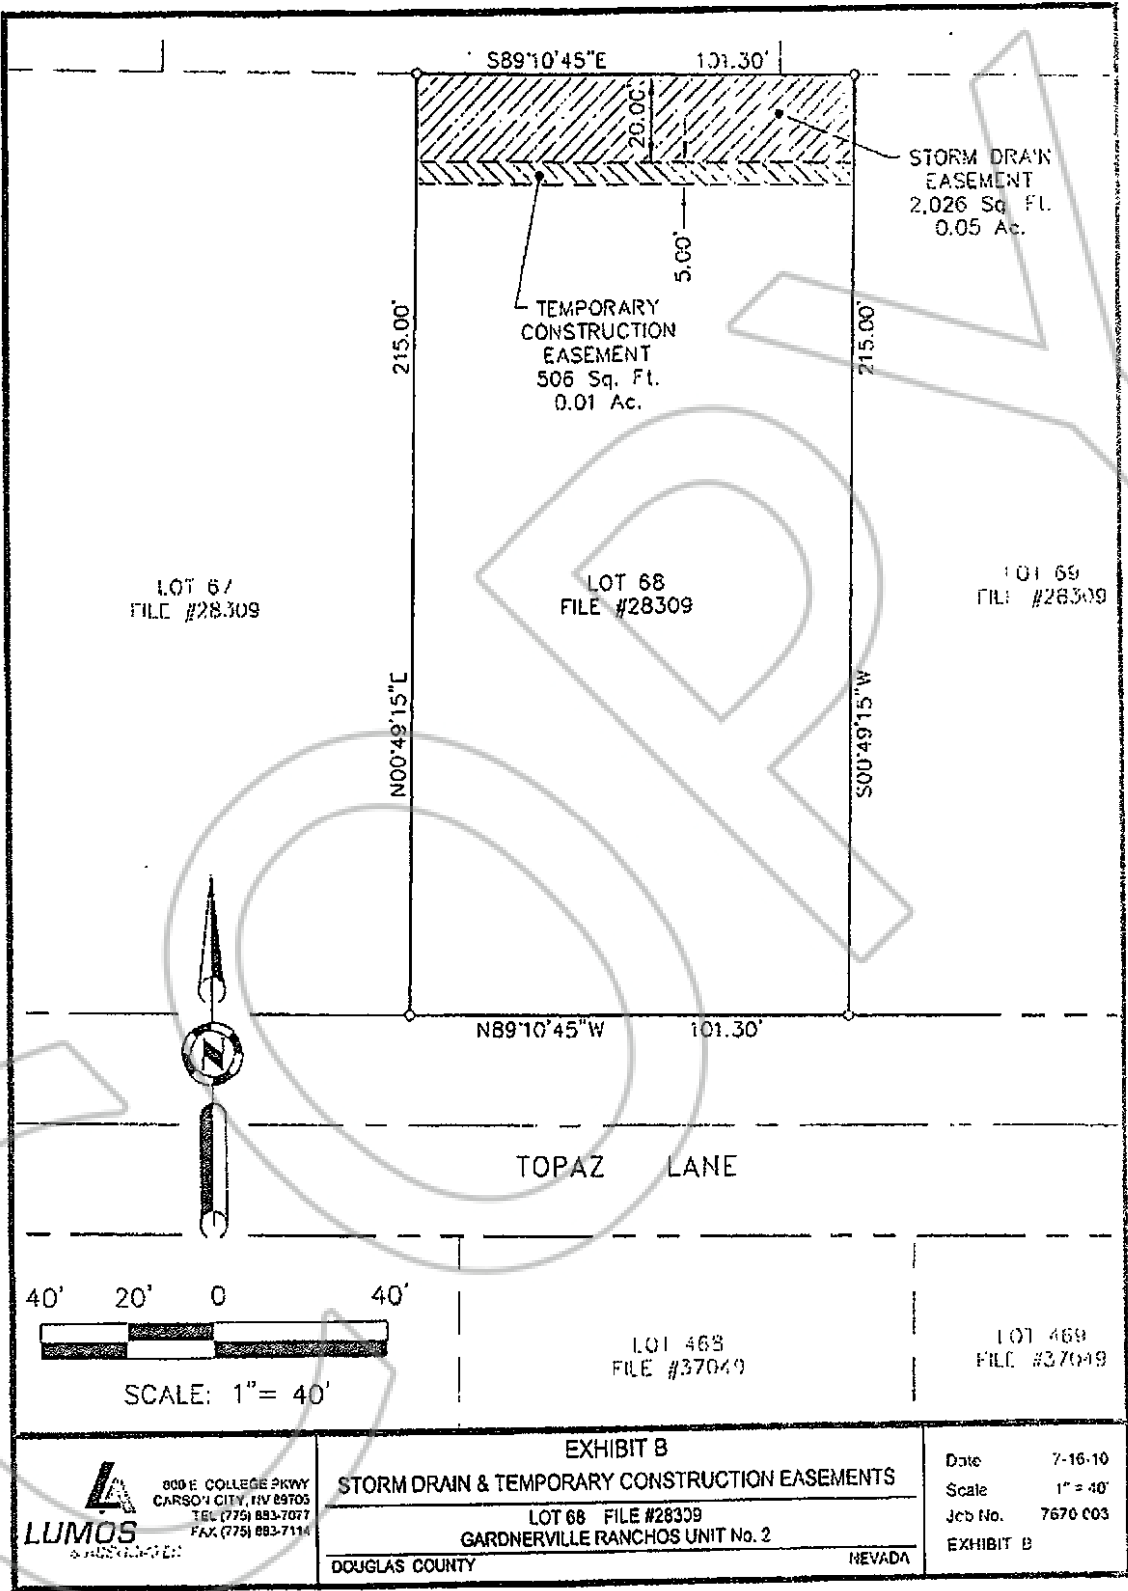 S89°10'45"E 101.30'
20.00'
STORM DRAIN
EASEMENT
2,026 Sq. Ft.
0.05 Ac.
5.00'
TEMPORARY
CONSTRUCTION
EASEMENT
506 Sq. Ft.
0.01 Ac.
215.00'
215.00'
LOT 67
FILE #28309
LOT 68
FILE #28309
LOT 69
FILE #28309
N00°49'15"E
S00°49'15"W
N89°10'45"W 101.30'
N
TOPAZ LANE
40' 20' 0 40'
SCALE: 1"= 40'
LOT 468
FILE #37049
LOT 469
FILE #37049
LUMOS
& ASSOCIATES
800 E. COLLEGE PKWY
CARSON CITY, NV 89706
TEL (775) 883-7077
FAX (775) 883-7114
EXHIBIT B
STORM DRAIN & TEMPORARY CONSTRUCTION EASEMENTS
LOT 68 FILE #28309
GARDNERVILLE RANCHOS UNIT No. 2
DOUGLAS COUNTY NEVADA
Date 7-16-10
Scale 1" = 40'
Job No. 7670 003
EXHIBIT B
COPY